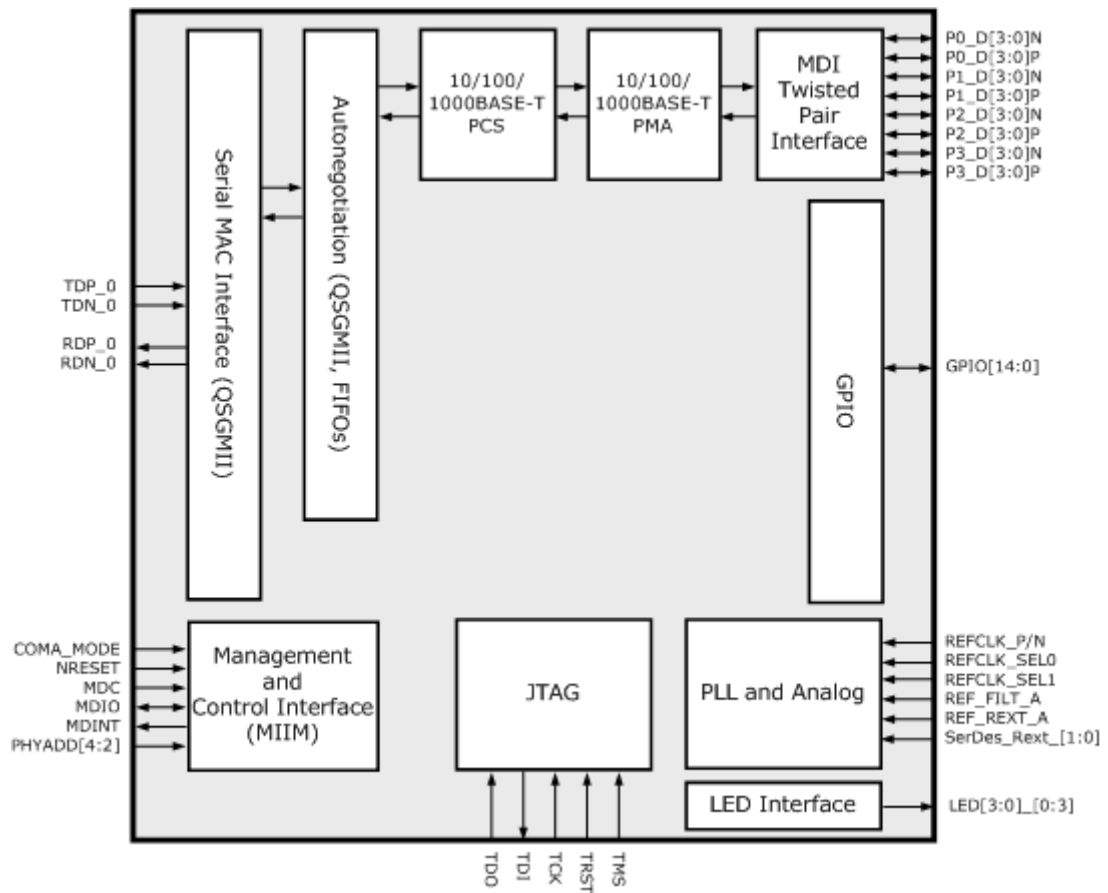 Serial MAC Interface (QSGMII)
Autonegotiation (QSGMII, FIFOs)
10/100/
1000BASE-T
PCS
10/100/
1000BASE-T
PMA
MDI
Twisted
Pair
Interface
P0_D[3:0]N
P0_D[3:0]P
P1_D[3:0]N
P1_D[3:0]P
P2_D[3:0]N
P2_D[3:0]P
P3_D[3:0]N
P3_D[3:0]P
TDP_0
TDN_0
RDP_0
RDN_0
GPIO
GPIO[14:0]
COMA_MODE
NRESET
MDC
MDIO
MDINT
PHYADD[4:2]
Management
and
Control Interface
(MIIM)
JTAG
PLL and Analog
REFCLK_P/N
REFCLK_SEL0
REFCLK_SEL1
REF_FILT_A
REF_REXT_A
SerDes_Rext_[1:0]
LED Interface
LED[3:0]_[0:3]
TDO
TDI
TCK
TRST
TMS